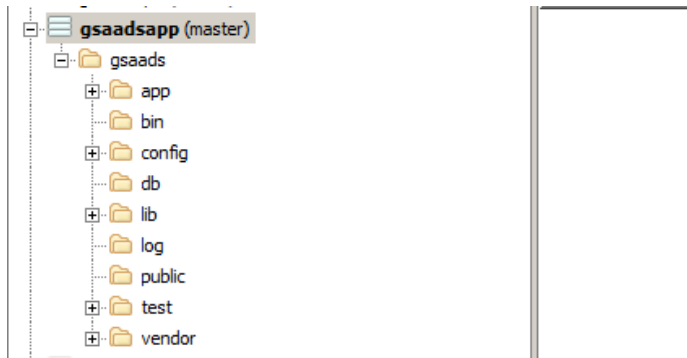 gsaadsapp (master)
gsaads
app
bin
config
db
lib
log
public
test
vendor